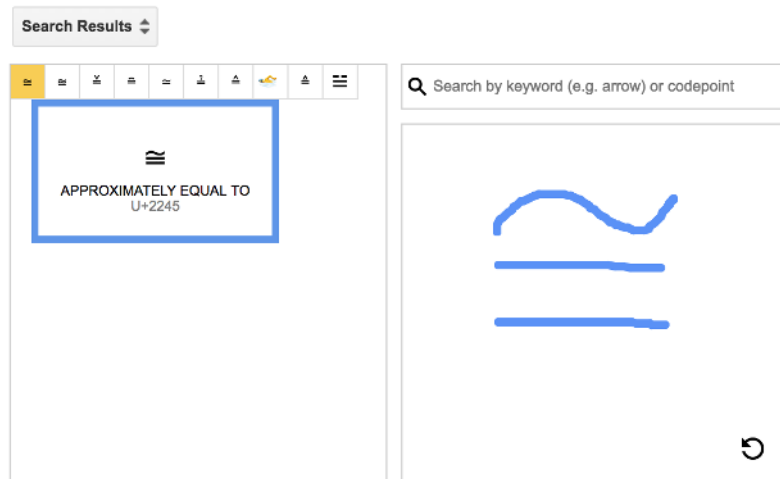 Search Results
≅ ≊ ≚ ≏ ≃ ⊥ ≙ 🏊 ≜ ䷸
Search by keyword (e.g. arrow) or codepoint
≅
APPROXIMATELY EQUAL TO
U+2245